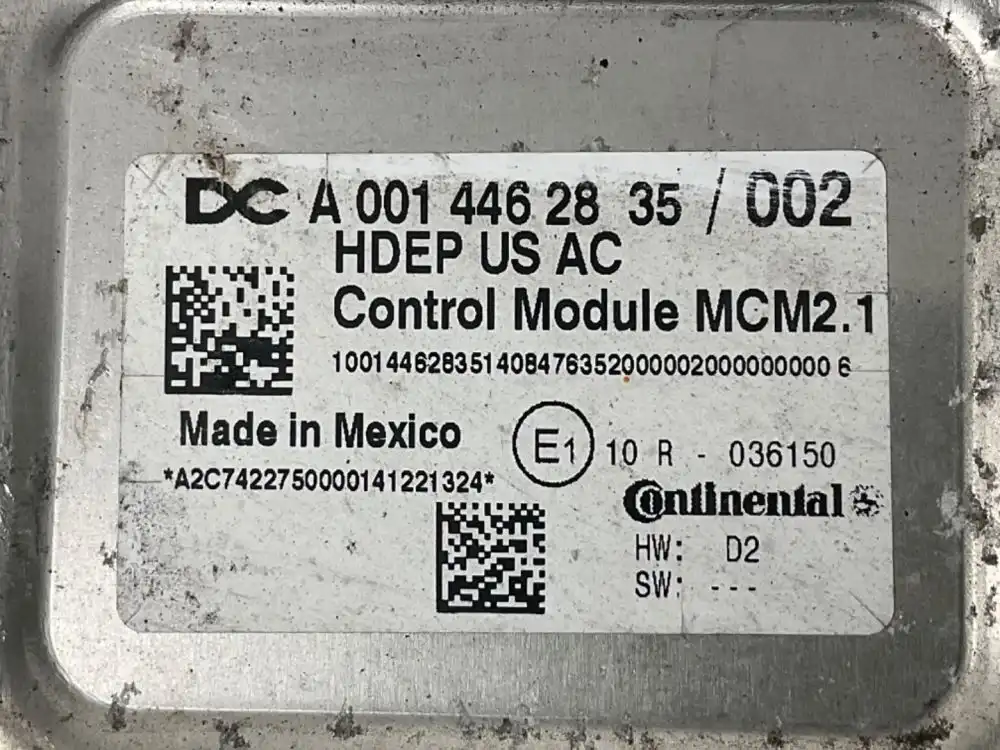 DC A 001 446 28 35 / 002
HDEP US AC
Control Module MCM2.1
10014462835140847635200000200000000 6
Made in Mexico
E1 10 R - 036150
*A2C7422750000141221324*
Continental
HW: D2
SW: ---